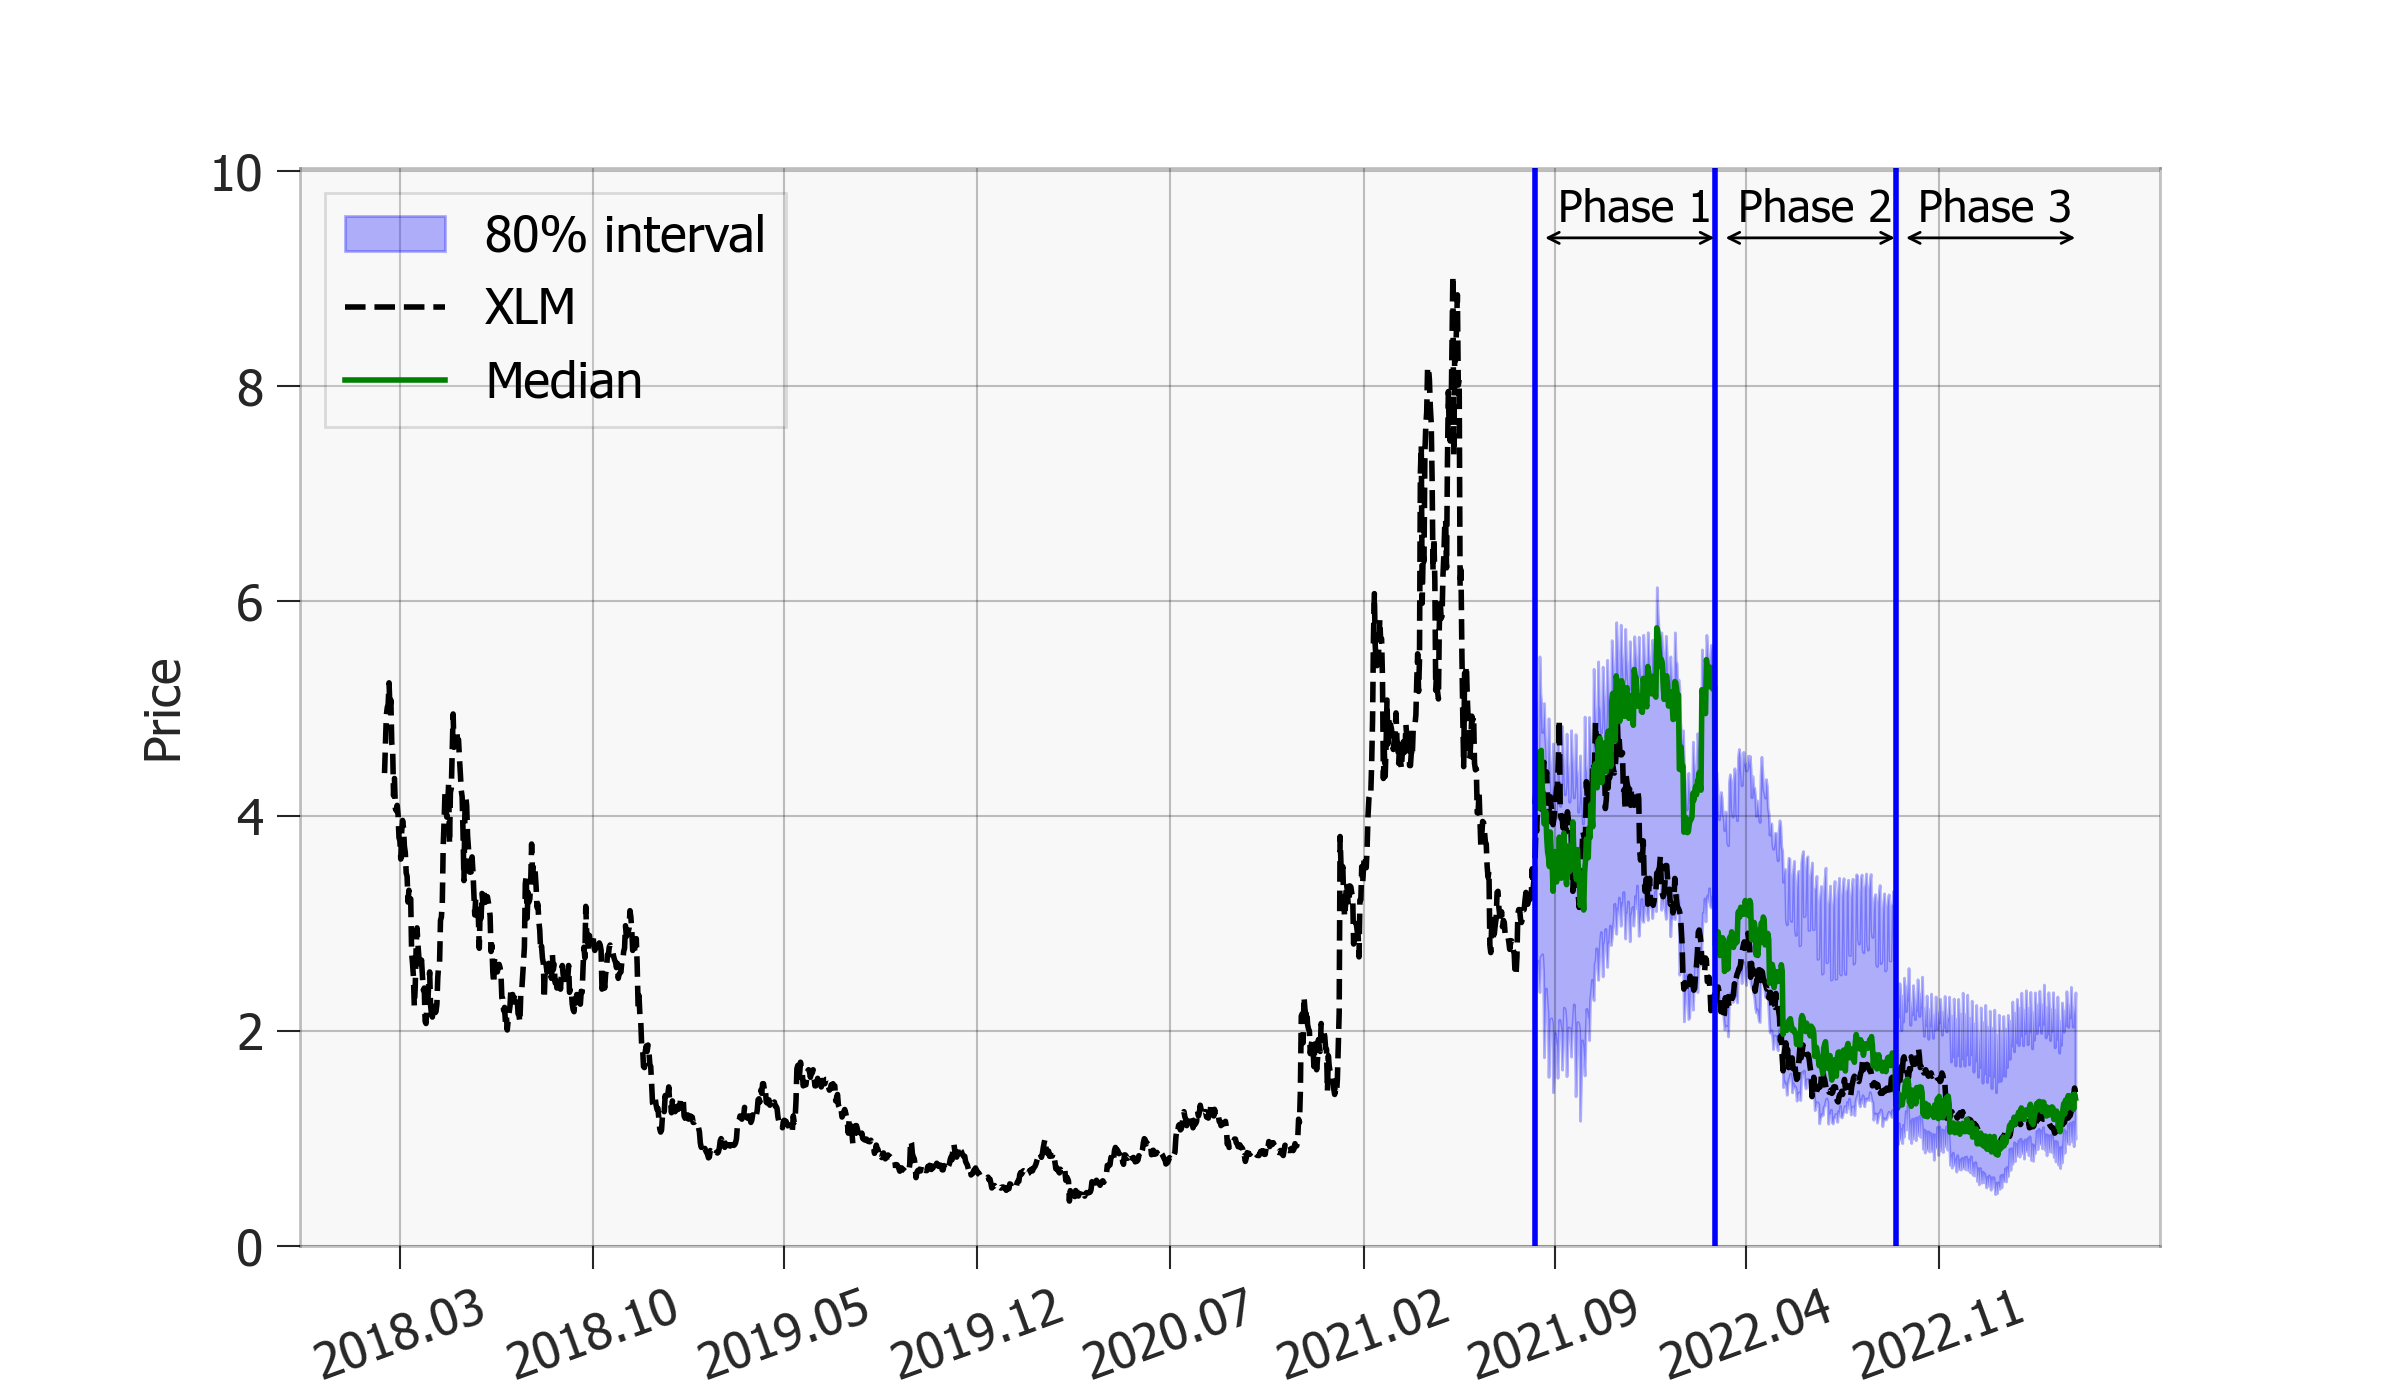 10
8
6
4
2
0
Price
80% interval
XLM
Median
Phase 1
Phase 2
Phase 3
2018.03
2018.10
2019.05
2019.12
2020.07
2021.02
2021.09
2022.04
2022.11